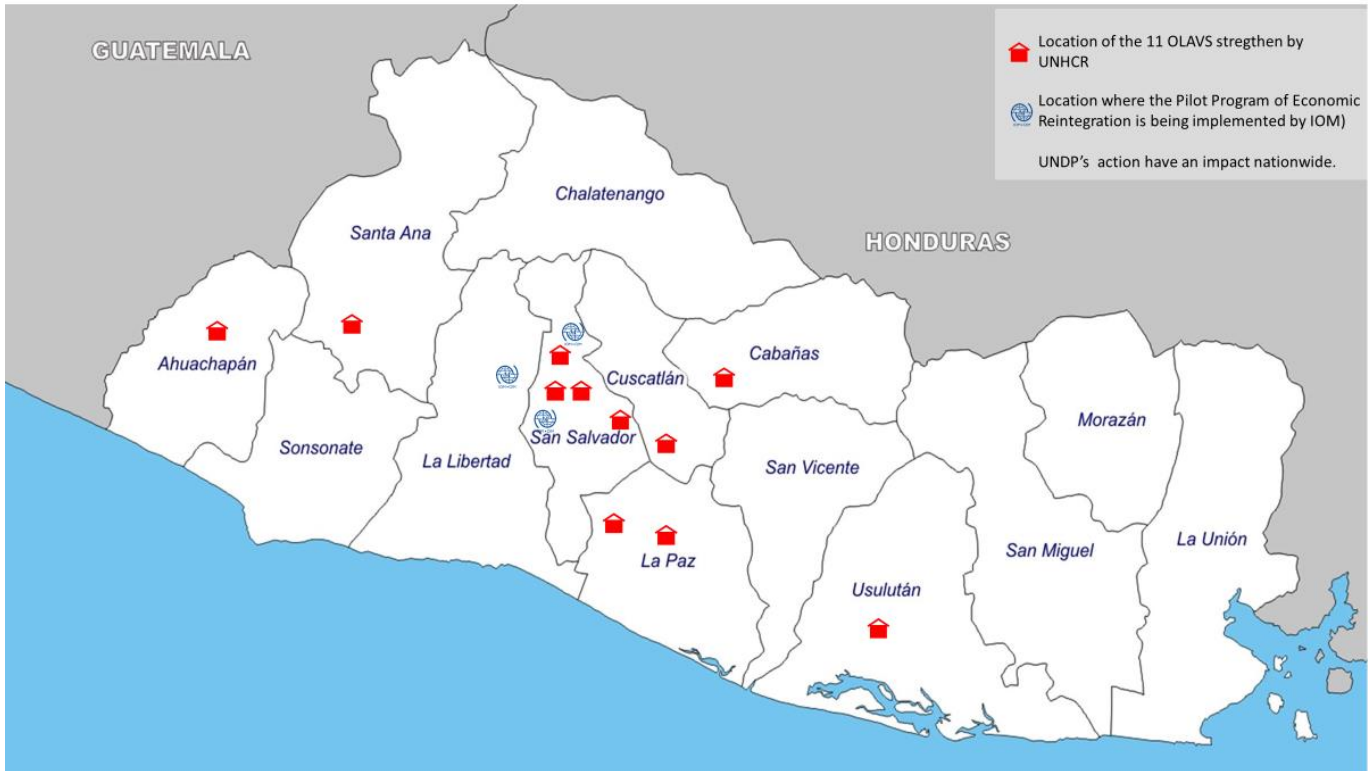 GUATEMALA
Location of the 11 OLAVS stregthen by
UNHCR
Location where the Pilot Program of Economic
Reintegration is being implemented by IOM)
UNDP's action have an impact nationwide.
Chalatenango
Santa Ana
HONDURAS
Ahuachapán
Cabañas
Cuscatlán
Morazán
San Salvador
Sonsonate
La Libertad
San Vicente
La Unión
San Miguel
La Paz
Usulután